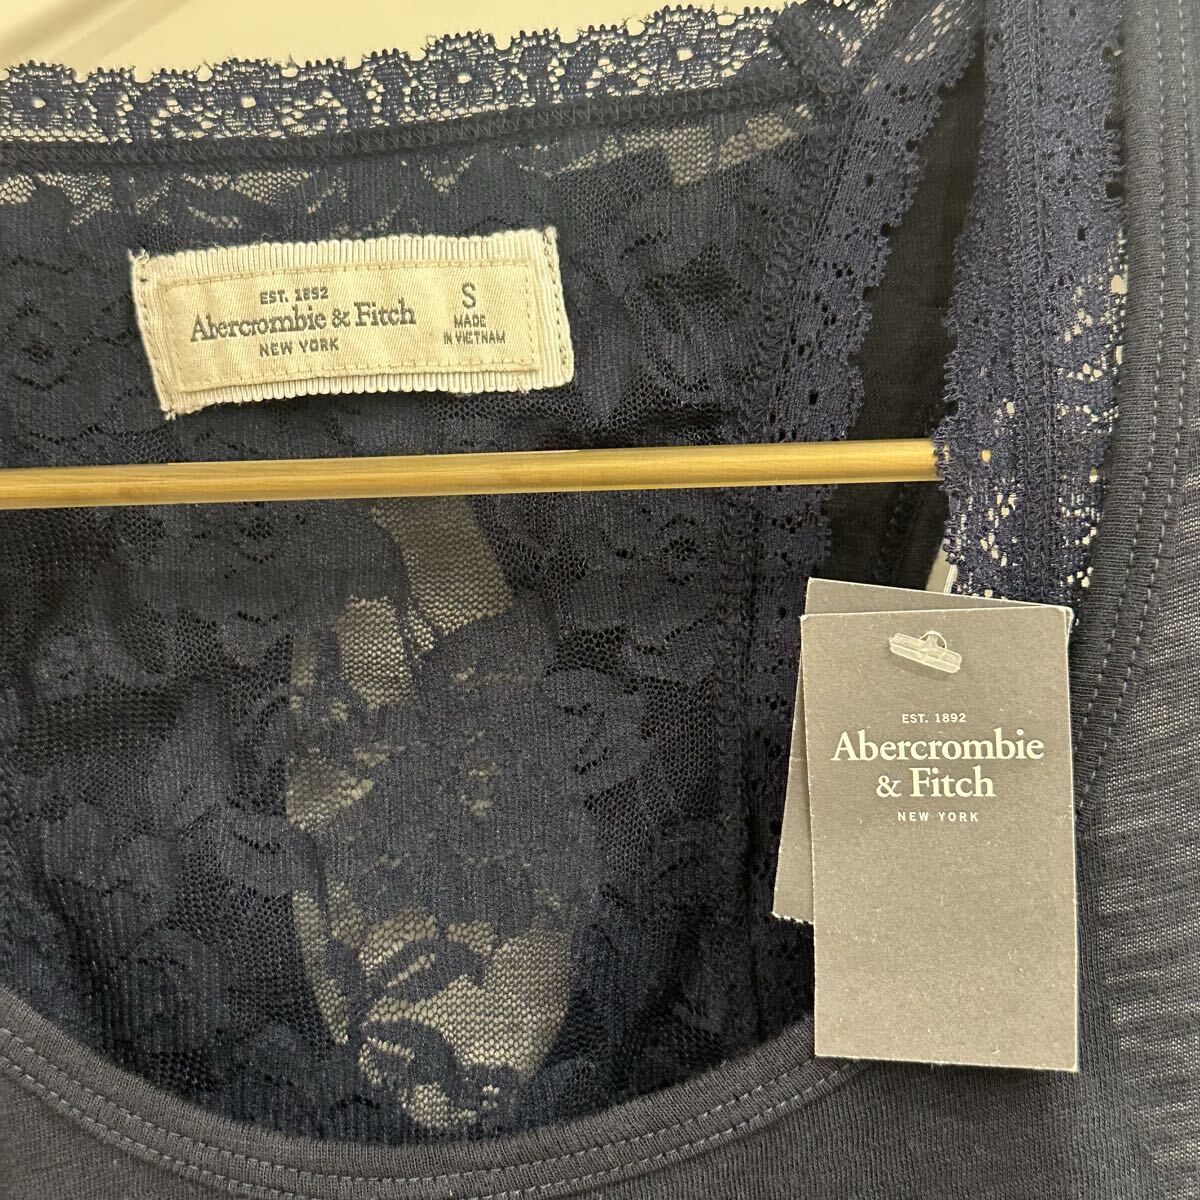 EST. 1892
Abercrombie & Fitch
NEW YORK
S
MADE
IN VIETNAM
EST. 1892
Abercrombie
& Fitch
NEW YORK